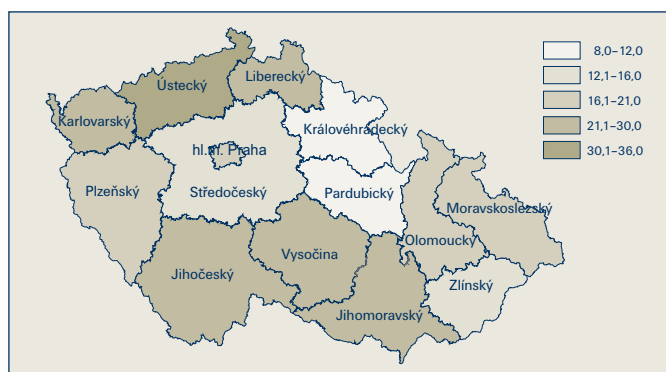 8,0–12,0
12,1–16,0
16,1–21,0
21,1–30,0
30,1–36,0
Ústecký
Liberecký
Karlovarský
Královéhradecký
hl. m. Praha
Plzeňský
Středočeský
Pardubický
Moravskoslezský
Olomoucký
Jihočeský
Vysočina
Zlínský
Jihomoravský